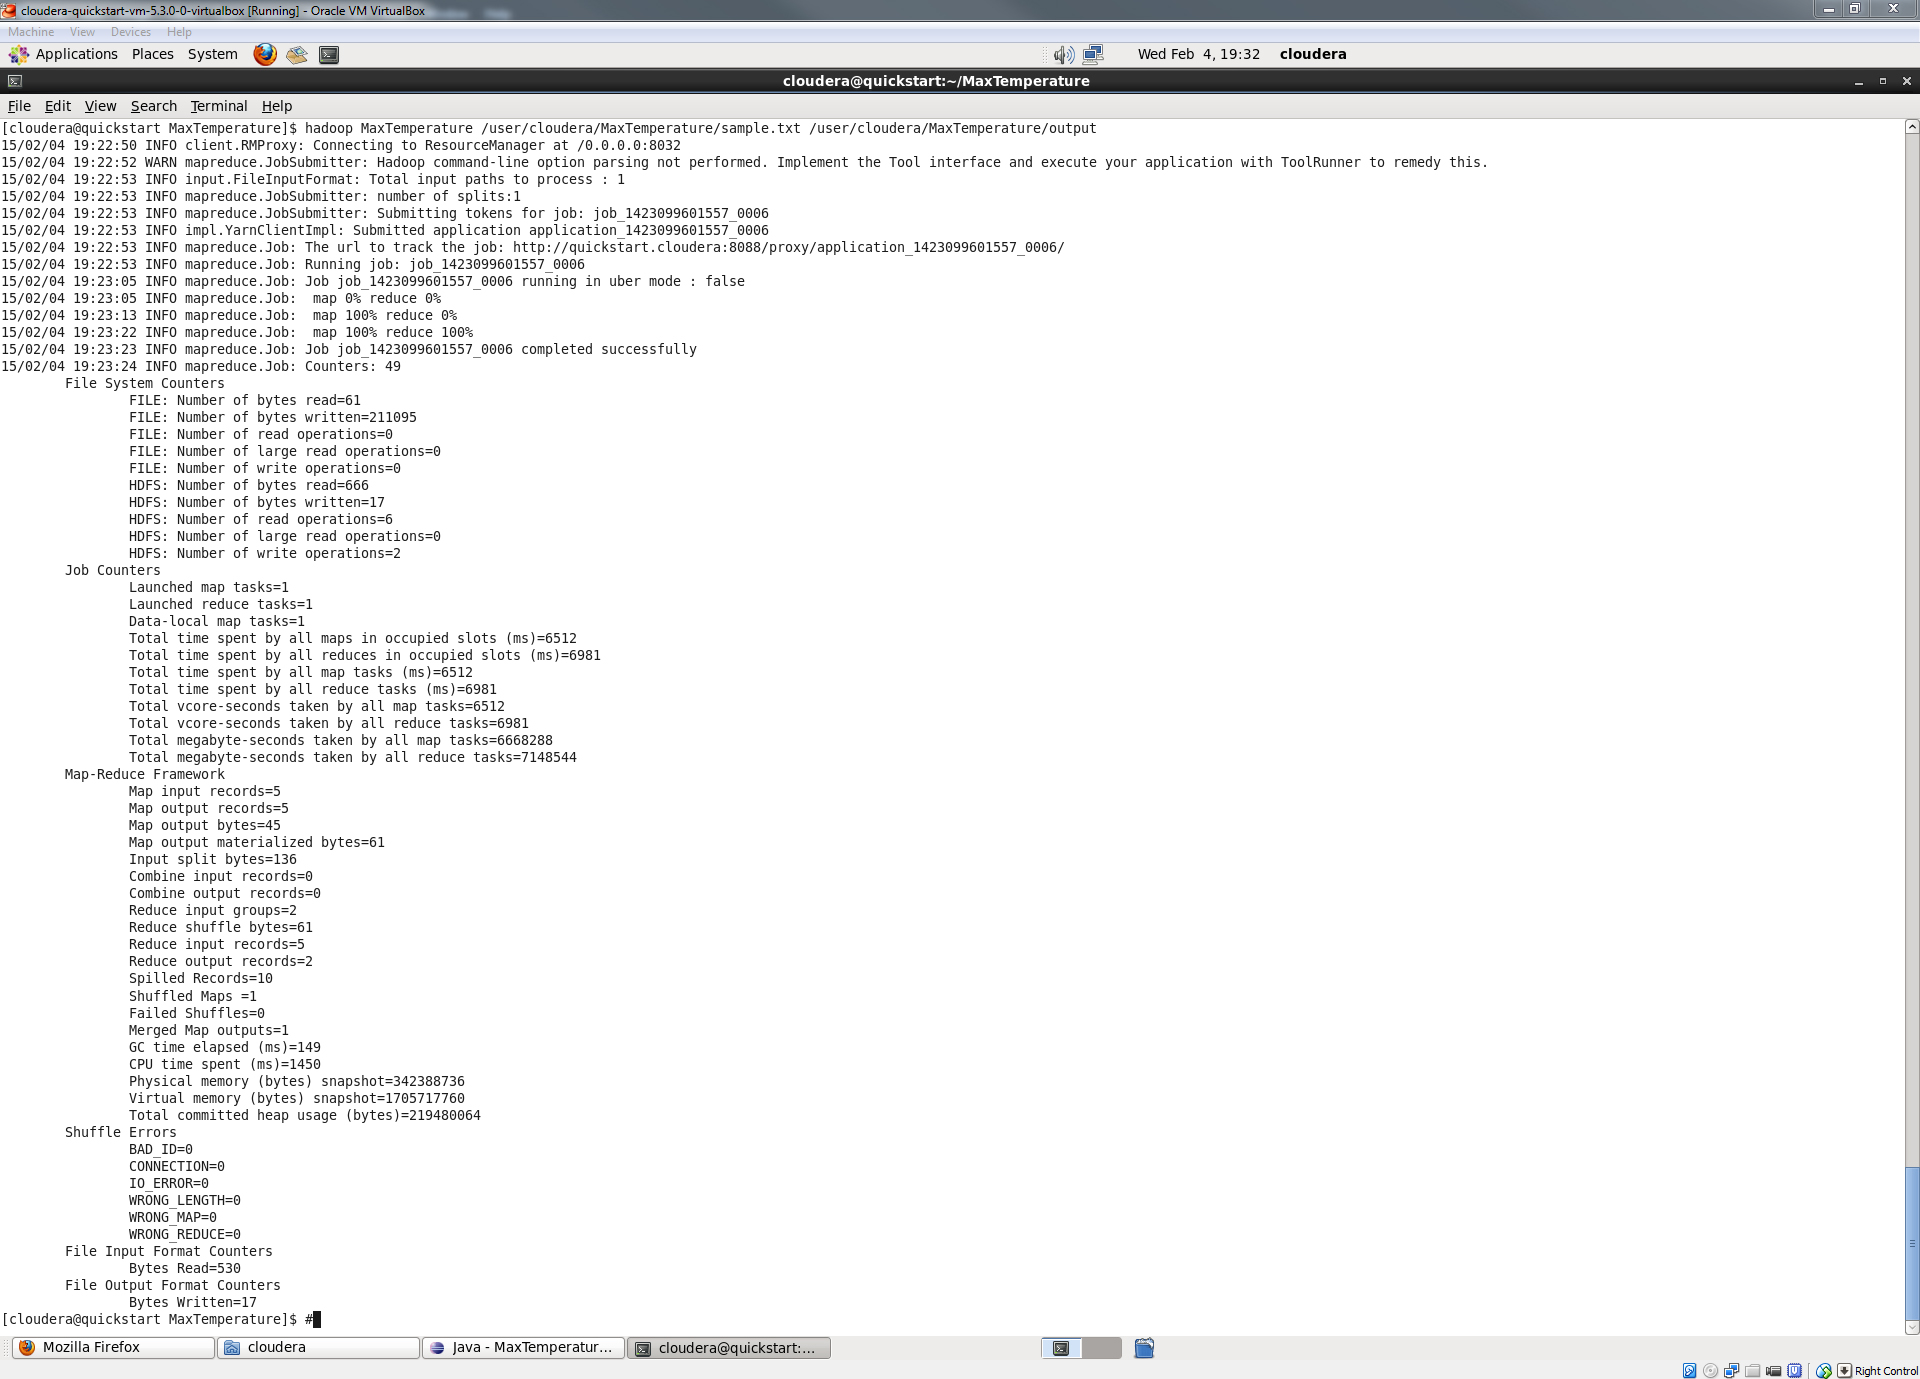 cloudera-quickstart-vm-5.3.0-0-virtualbox [Running] - Oracle VM VirtualBox
Machine View Devices Help
Applications Places System Wed Feb 4, 19:32 cloudera
cloudera@quickstart:~/MaxTemperature
File Edit View Search Terminal Help
[cloudera@quickstart MaxTemperature]$ hadoop MaxTemperature /user/cloudera/MaxTemperature/sample.txt /user/cloudera/MaxTemperature/output
15/02/04 19:22:50 INFO client.RMProxy: Connecting to ResourceManager at /0.0.0.0:8032
15/02/04 19:22:52 WARN mapreduce.JobSubmitter: Hadoop command-line option parsing not performed. Implement the Tool interface and execute your application with ToolRunner to remedy this.
15/02/04 19:22:53 INFO input.FileInputFormat: Total input paths to process : 1
15/02/04 19:22:53 INFO mapreduce.JobSubmitter: number of splits:1
15/02/04 19:22:53 INFO mapreduce.JobSubmitter: Submitting tokens for job: job_1423099601557_0006
15/02/04 19:22:53 INFO impl.YarnClientImpl: Submitted application application_1423099601557_0006
15/02/04 19:22:53 INFO mapreduce.Job: The url to track the job: http://quickstart.cloudera:8088/proxy/application_1423099601557_0006/
15/02/04 19:22:53 INFO mapreduce.Job: Running job: job_1423099601557_0006
15/02/04 19:23:05 INFO mapreduce.Job: Job job_1423099601557_0006 running in uber mode : false
15/02/04 19:23:05 INFO mapreduce.Job:  map 0% reduce 0%
15/02/04 19:23:13 INFO mapreduce.Job:  map 100% reduce 0%
15/02/04 19:23:22 INFO mapreduce.Job:  map 100% reduce 100%
15/02/04 19:23:23 INFO mapreduce.Job: Job job_1423099601557_0006 completed successfully
15/02/04 19:23:24 INFO mapreduce.Job: Counters: 49
File System Counters
FILE: Number of bytes read=61
FILE: Number of bytes written=211095
FILE: Number of read operations=0
FILE: Number of large read operations=0
FILE: Number of write operations=0
HDFS: Number of bytes read=666
HDFS: Number of bytes written=17
HDFS: Number of read operations=6
HDFS: Number of large read operations=0
HDFS: Number of write operations=2
Job Counters
Launched map tasks=1
Launched reduce tasks=1
Data-local map tasks=1
Total time spent by all maps in occupied slots (ms)=6512
Total time spent by all reduces in occupied slots (ms)=6981
Total time spent by all map tasks (ms)=6512
Total time spent by all reduce tasks (ms)=6981
Total vcore-seconds taken by all map tasks=6512
Total vcore-seconds taken by all reduce tasks=6981
Total megabyte-seconds taken by all map tasks=6668288
Total megabyte-seconds taken by all reduce tasks=7148544
Map-Reduce Framework
Map input records=5
Map output records=5
Map output bytes=45
Map output materialized bytes=61
Input split bytes=136
Combine input records=0
Combine output records=0
Reduce input groups=2
Reduce shuffle bytes=61
Reduce input records=5
Reduce output records=2
Spilled Records=10
Shuffled Maps =1
Failed Shuffles=0
Merged Map outputs=1
GC time elapsed (ms)=149
CPU time spent (ms)=1450
Physical memory (bytes) snapshot=342388736
Virtual memory (bytes) snapshot=1705717760
Total committed heap usage (bytes)=219480064
Shuffle Errors
BAD_ID=0
CONNECTION=0
IO_ERROR=0
WRONG_LENGTH=0
WRONG_MAP=0
WRONG_REDUCE=0
File Input Format Counters
Bytes Read=530
File Output Format Counters
Bytes Written=17
[cloudera@quickstart MaxTemperature]$ #
Mozilla Firefox cloudera Java - MaxTemperatur... cloudera@quickstart:...
Right Control